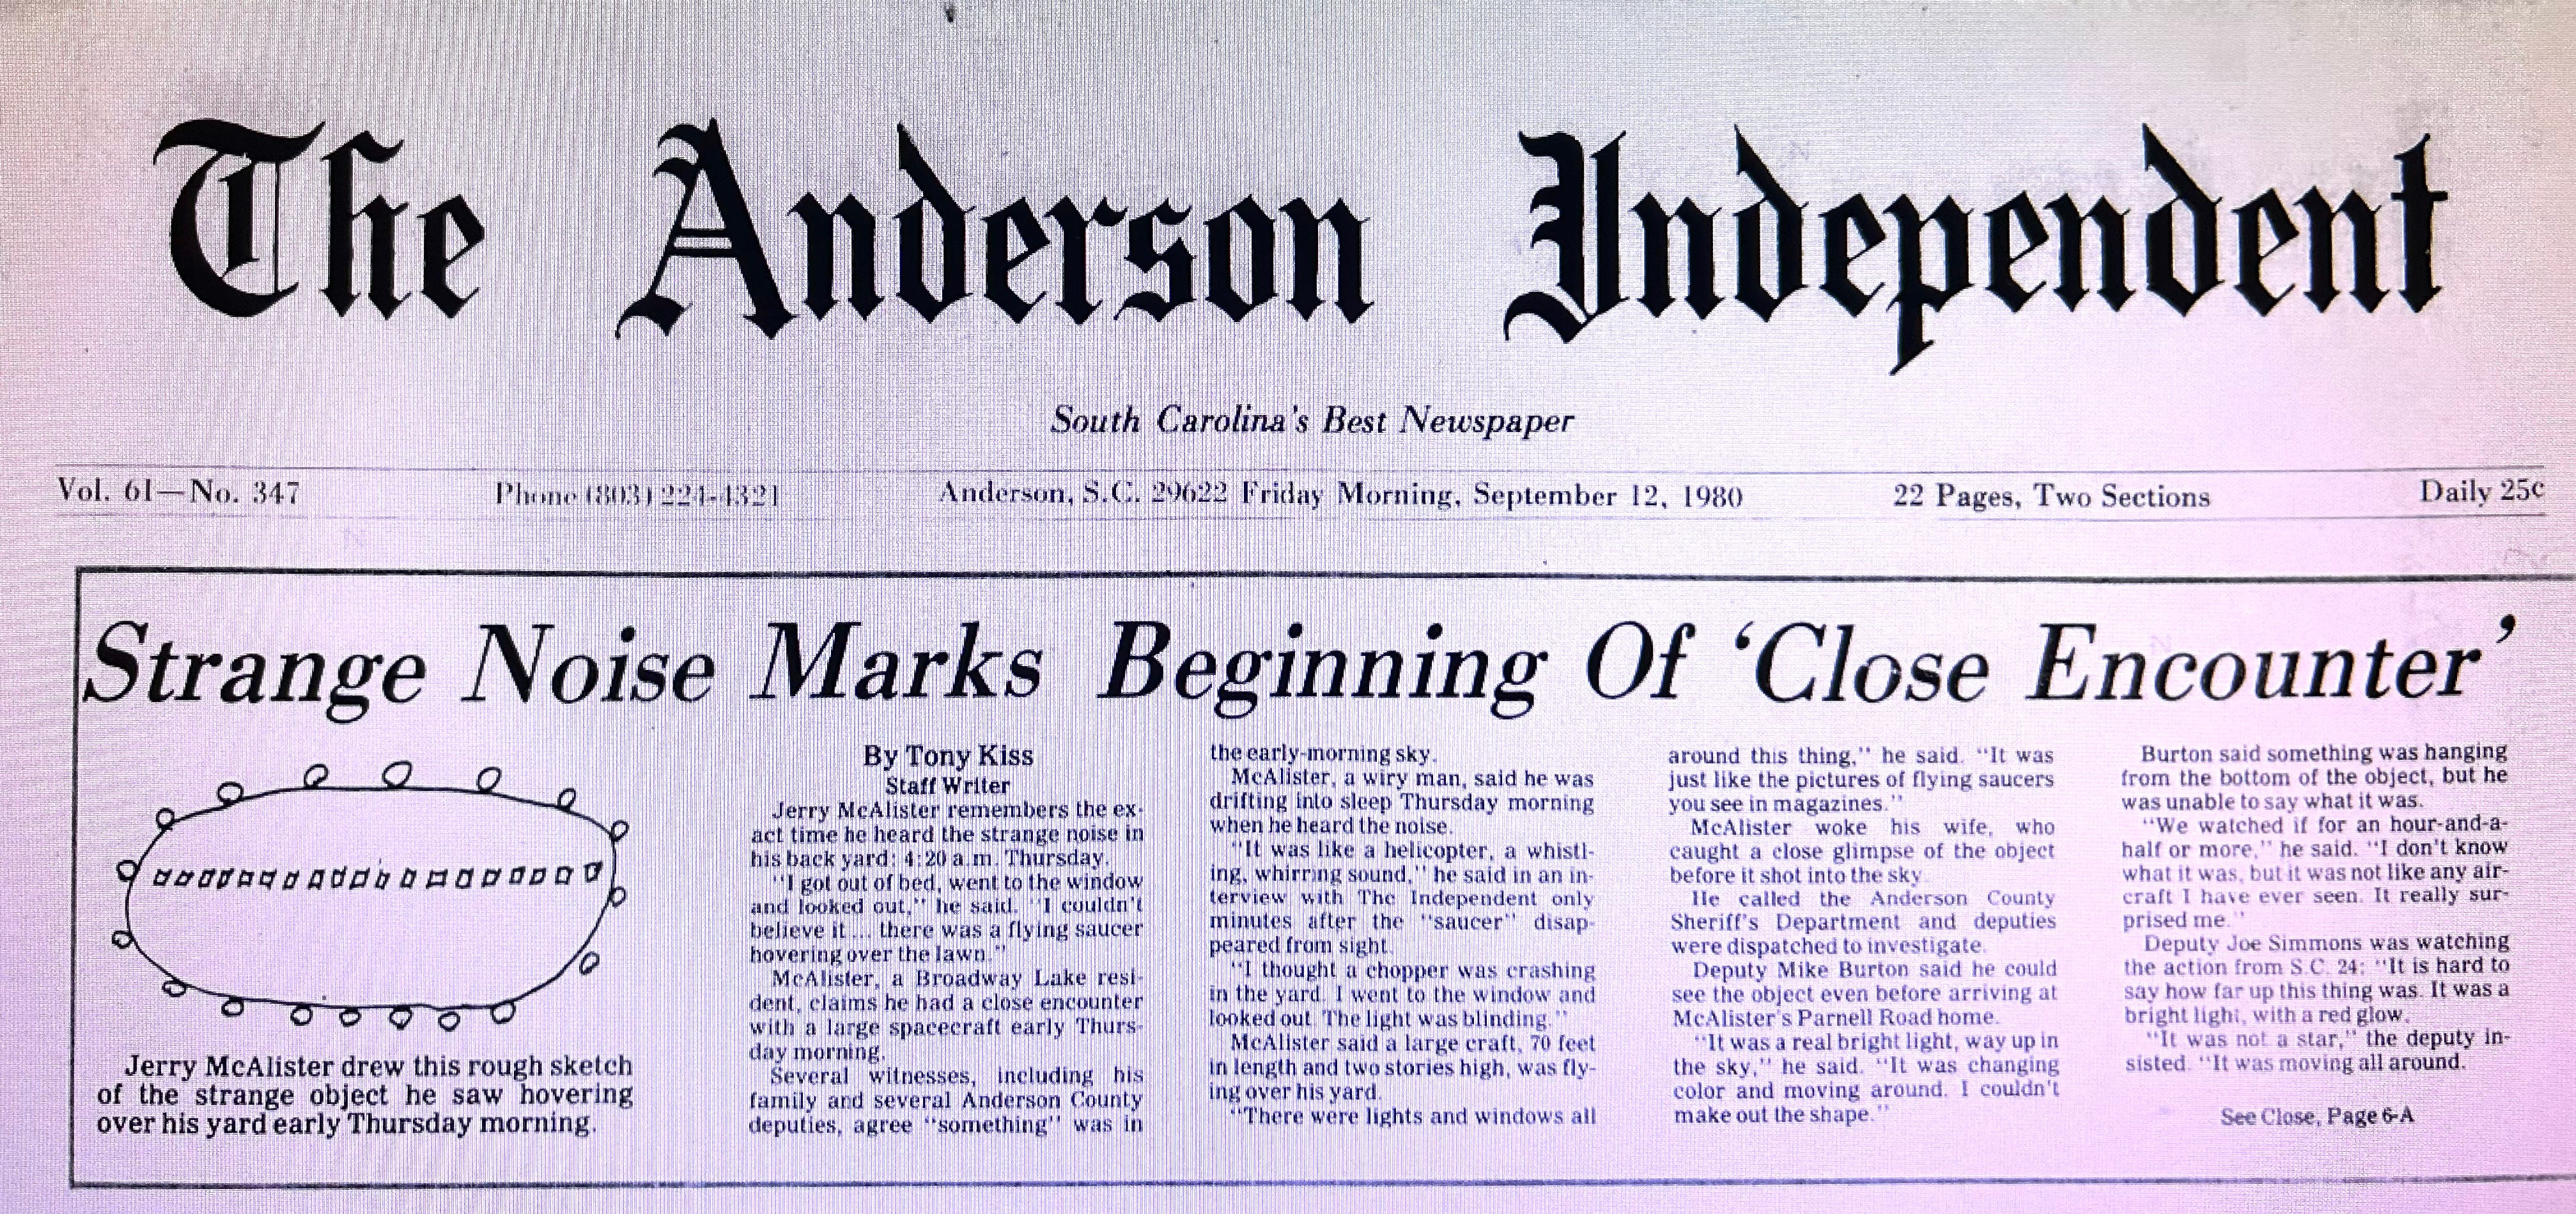 The Anderson Independent
South Carolina's Best Newspaper
Vol. 61—No. 347 Phone (803) 224-4321 Anderson, S.C. 29622 Friday Morning, September 12, 1980 22 Pages, Two Sections Daily 25¢
Strange Noise Marks Beginning Of ‘Close Encounter’
Jerry McAlister drew this rough sketch
of the strange object he saw hovering
over his yard early Thursday morning.
By Tony Kiss
Staff Writer
Jerry McAlister remembers the ex-
act time he heard the strange noise in
his back yard: 4:20 a.m. Thursday.
"I got out of bed, went to the window
and looked out," he said. "I couldn't
believe it ... there was a flying saucer
hovering over the lawn."
McAlister, a Broadway Lake resi-
dent, claims he had a close encounter
with a large spacecraft early Thurs-
day morning.
Several witnesses, including his
family and several Anderson County
deputies, agree "something" was in
the early-morning sky.
McAlister, a wiry man, said he was
drifting into sleep Thursday morning
when he heard the noise.
"It was like a helicopter, a whistl-
ing, whirring sound," he said in an in-
terview with The Independent only
minutes after the "saucer" disap-
peared from sight.
"I thought a chopper was crashing
in the yard. I went to the window and
looked out. The light was blinding."
McAlister said a large craft, 70 feet
in length and two stories high, was fly-
ing over his yard.
"There were lights and windows all
around this thing," he said. "It was
just like the pictures of flying saucers
you see in magazines."
McAlister woke his wife, who
caught a close glimpse of the object
before it shot into the sky.
He called the Anderson County
Sheriff's Department and deputies
were dispatched to investigate.
Deputy Mike Burton said he could
see the object even before arriving at
McAlister's Parnell Road home.
"It was a real bright light, way up in
the sky," he said. "It was changing
color and moving around. I couldn't
make out the shape."
Burton said something was hanging
from the bottom of the object, but he
was unable to say what it was.
"We watched if for an hour-and-a-
half or more," he said. "I don't know
what it was, but it was not like any air-
craft I have ever seen. It really sur-
prised me."
Deputy Joe Simmons was watching
the action from S.C. 24: "It is hard to
say how far up this thing was. It was a
bright light, with a red glow.
"It was not a star," the deputy in-
sisted. "It was moving all around.
See Close, Page 6-A